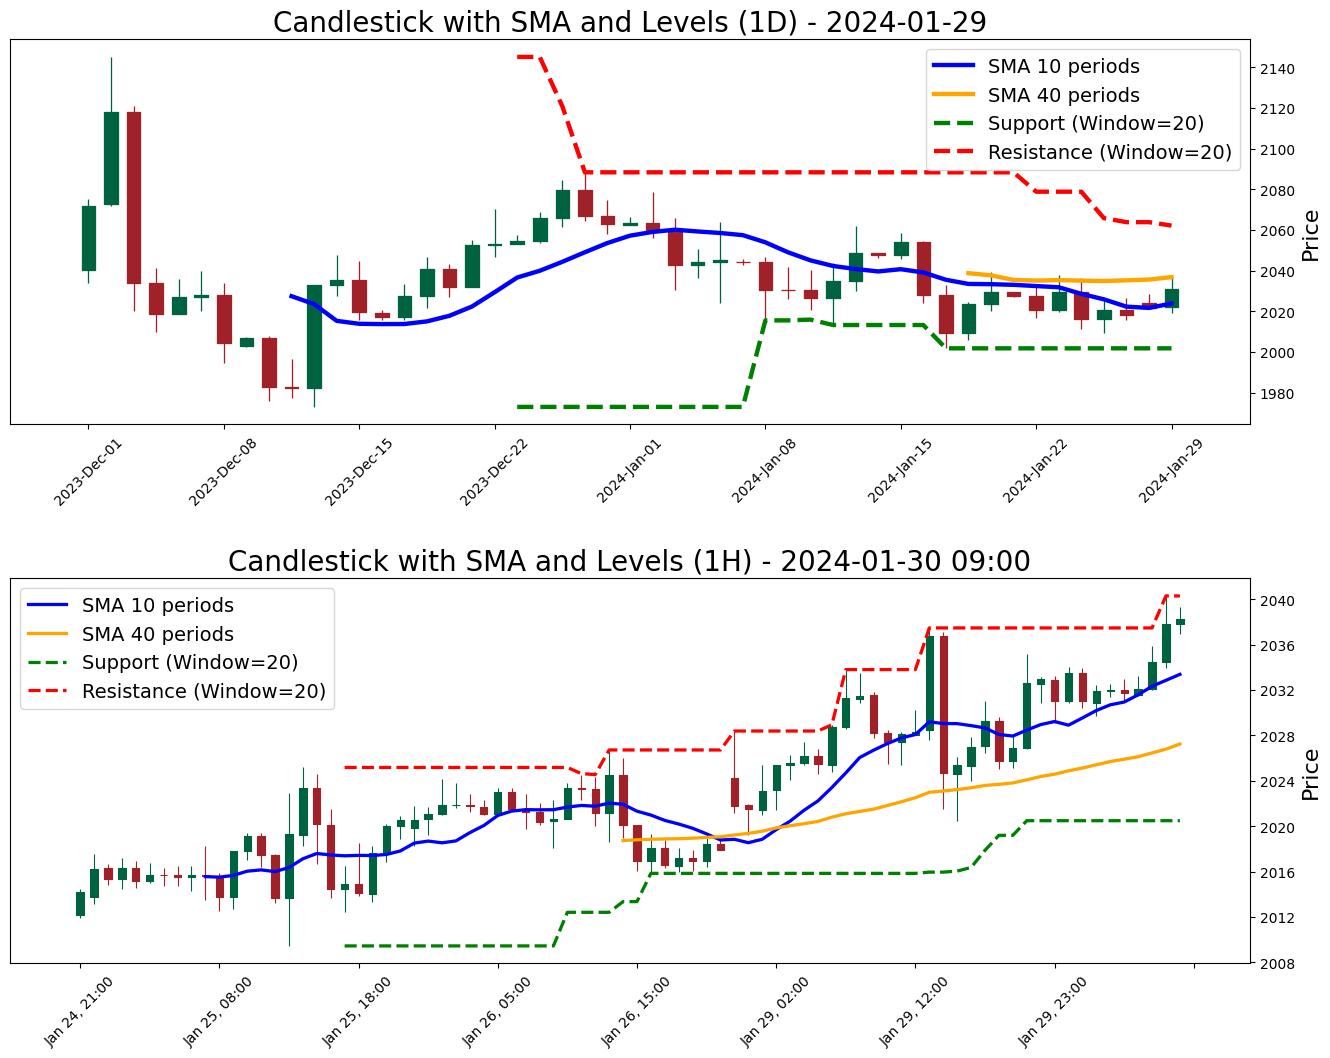 Candlestick with SMA and Levels (1D) - 2024-01-29
SMA 10 periods
SMA 40 periods
Support (Window=20)
Resistance (Window=20)
2140
2120
2100
2080
2060
2040
2020
2000
1980
Price
2023-Dec-01
2023-Dec-08
2023-Dec-15
2023-Dec-22
2024-Jan-01
2024-Jan-08
2024-Jan-15
2024-Jan-22
2024-Jan-29
Candlestick with SMA and Levels (1H) - 2024-01-30 09:00
SMA 10 periods
SMA 40 periods
Support (Window=20)
Resistance (Window=20)
2040
2036
2032
2028
2024
2020
2016
2012
2008
Price
Jan 24, 21:00
Jan 25, 08:00
Jan 25, 18:00
Jan 26, 05:00
Jan 26, 15:00
Jan 29, 02:00
Jan 29, 12:00
Jan 29, 23:00